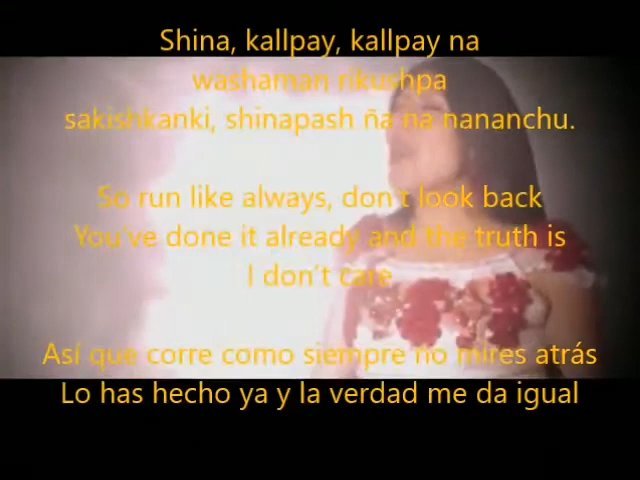 Shina, kallpay, kallpay na
washaman rikushpa
sakishkanki, shinapash ña na nananchu.
So run like always, don't look back
You've done it already and the truth is
I don't care
Así que corre como siempre no mires atrás
Lo has hecho ya y la verdad me da igual